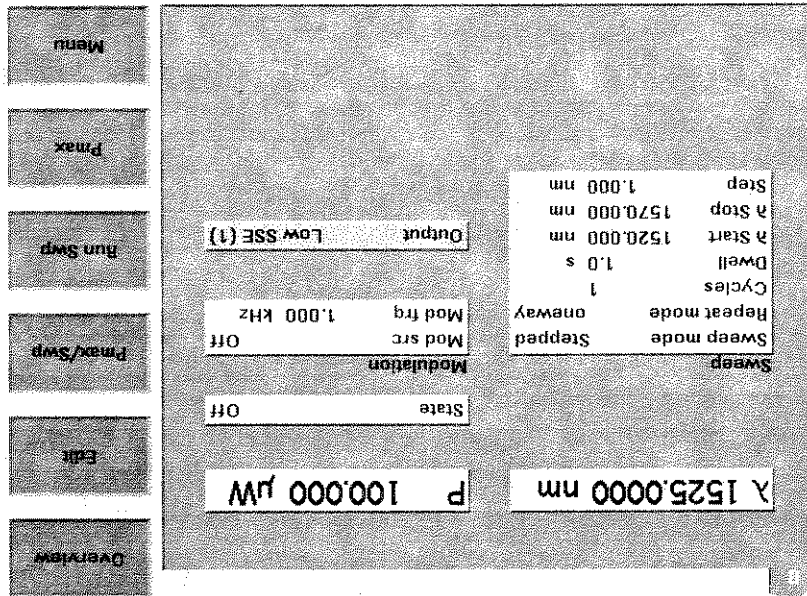 λ 1525.0000 nm
P 100.000 µW
State Off
Sweep
Sweep mode Stepped
Repeat mode oneway
Cycles 1
Dwell 1.0 s
λ Start 1520.000 nm
λ Stop 1570.000 nm
Step 1.000 nm
Modulation
Mod src Off
Mod frq 1.000 kHz
Output Low SSE (1)
Overview
Edit
Pmax/Swp
Run Swp
Pmax
Menu